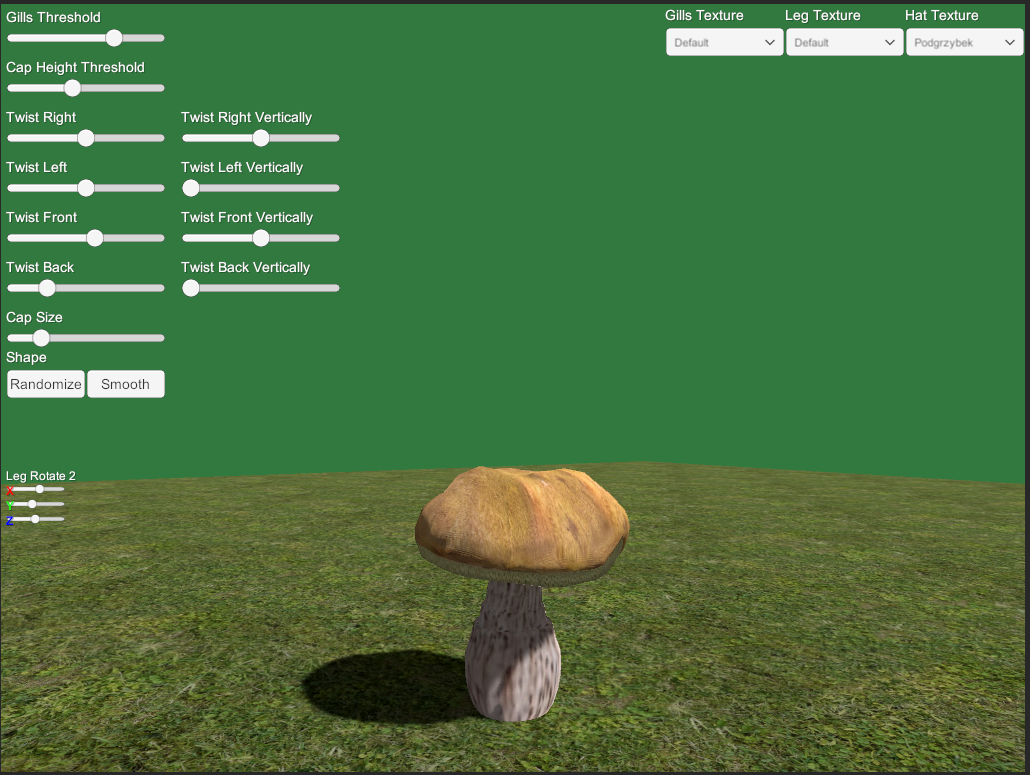 Gills Threshold
Gills Texture Leg Texture Hat Texture
Default Default Podgrzybek
Cap Height Threshold
Twist Right Twist Right Vertically
Twist Left Twist Left Vertically
Twist Front Twist Front Vertically
Twist Back Twist Back Vertically
Cap Size
Shape
Randomize Smooth
Leg Rotate 2
X
Y
Z